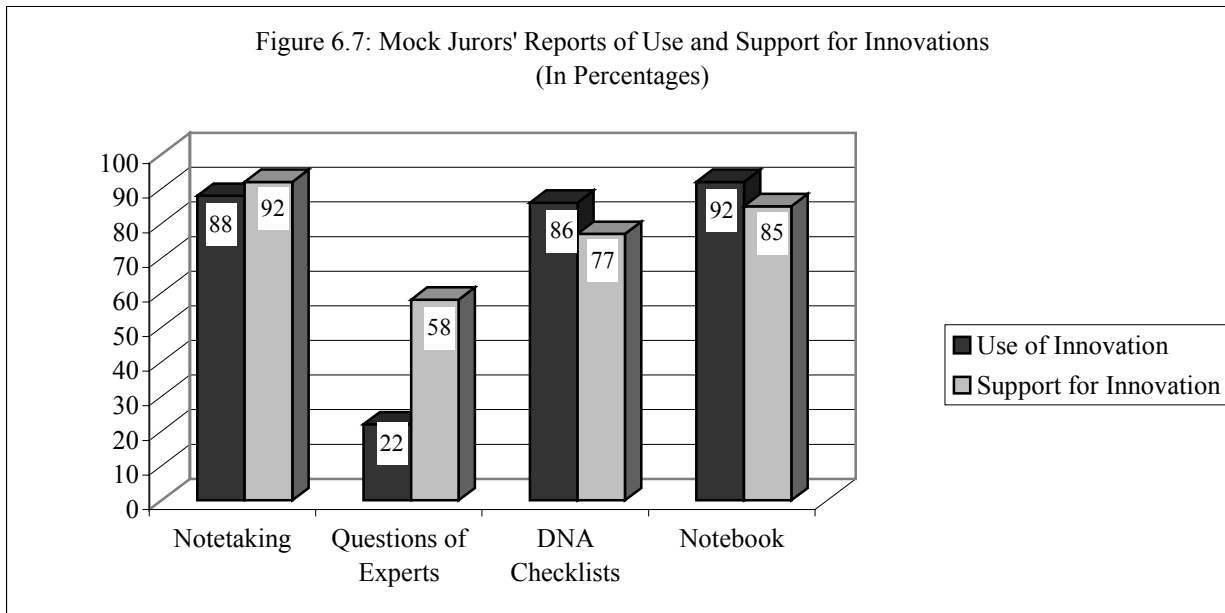 Figure 6.7: Mock Jurors' Reports of Use and Support for Innovations
(In Percentages)
100
90
80
70
60
50
40
30
20
10
0
88
92
22
58
86
77
92
85
Notetaking
Questions of
Experts
DNA
Checklists
Notebook
Use of Innovation
Support for Innovation